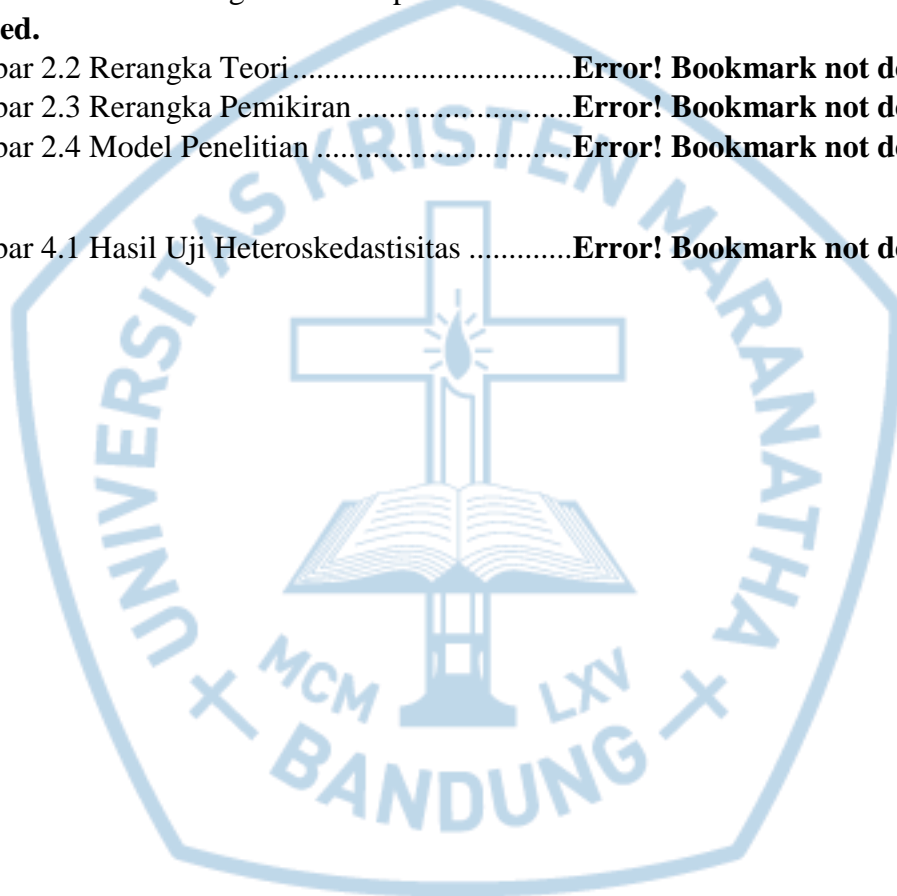 ed.
bar 2.2 Rerangka Teori..................................Error! Bookmark not de
bar 2.3 Rerangka Pemikiran ..........................Error! Bookmark not de
bar 2.4 Model Penelitian ...............................Error! Bookmark not de
bar 4.1 Hasil Uji Heteroskedastisitas .............Error! Bookmark not de
UNIVERSITAS KRISTEN MARANATHA
MCM LXV
BANDUNG